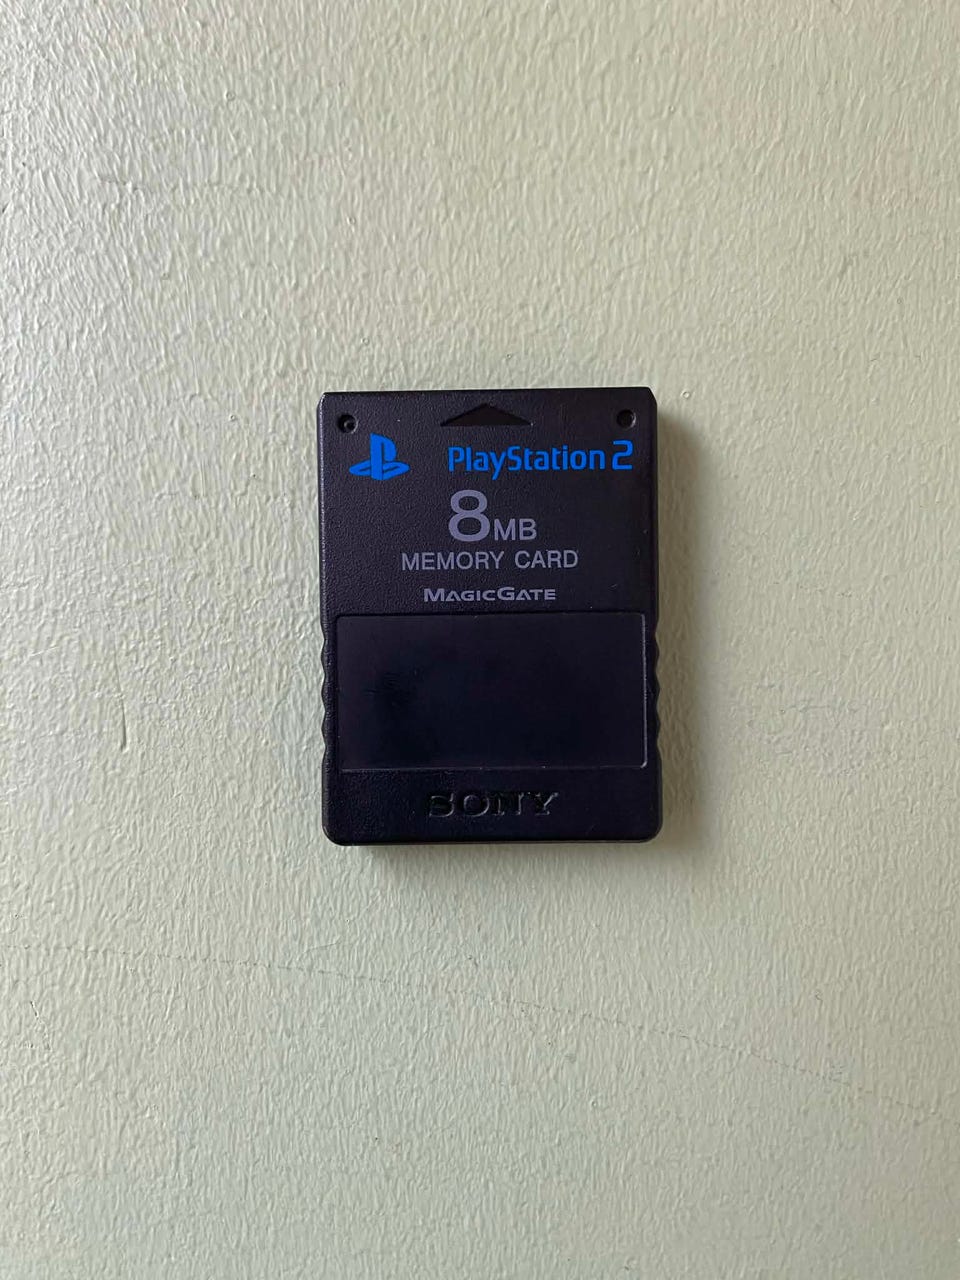 PlayStation 2
8MB
MEMORY CARD
MAGICGATE
SONY